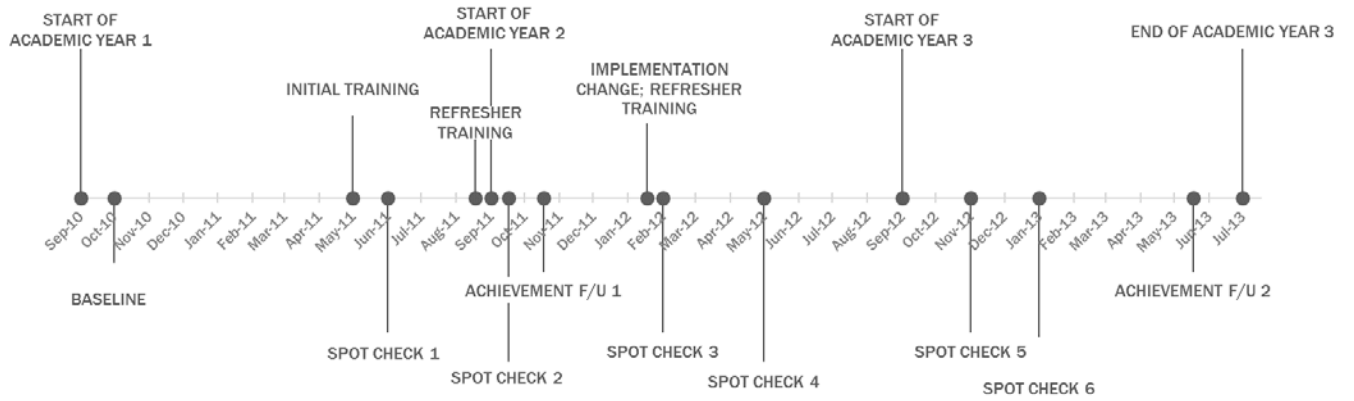 START OF
ACADEMIC YEAR 1
INITIAL TRAINING
REFRESHER
TRAINING
START OF
ACADEMIC YEAR 2
IMPLEMENTATION
CHANGE; REFRESHER
TRAINING
START OF
ACADEMIC YEAR 3
END OF ACADEMIC YEAR 3
Sep-10
Oct-10
Nov-10
Dec-10
Jan-11
Feb-11
Mar-11
Apr-11
May-11
Jun-11
Jul-11
Aug-11
Sep-11
Oct-11
Nov-11
Dec-11
Jan-12
Feb-12
Mar-12
Apr-12
May-12
Jun-12
Jul-12
Aug-12
Sep-12
Oct-12
Nov-12
Dec-12
Jan-13
Feb-13
Mar-13
Apr-13
May-13
Jun-13
Jul-13
BASELINE
SPOT CHECK 1
ACHIEVEMENT F/U 1
SPOT CHECK 2
SPOT CHECK 3
SPOT CHECK 4
SPOT CHECK 5
SPOT CHECK 6
ACHIEVEMENT F/U 2